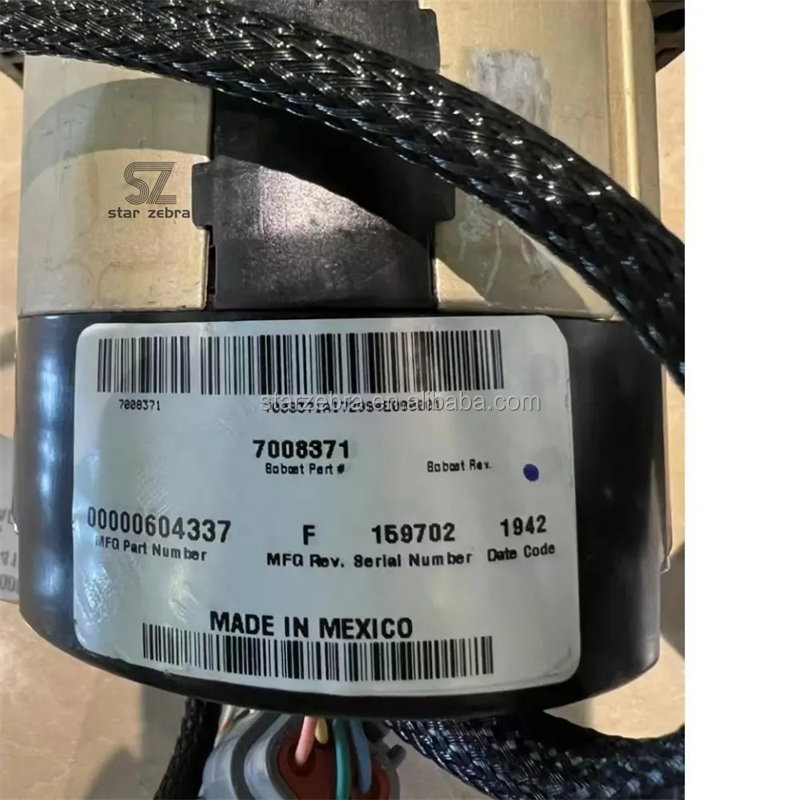 SZ
star zebra
7008371
starzebra.en.alibaba.com
7008371
Bobcat Part #
Bobcat Rev.
00000604337
F
159702
1942
MFG Part Number
MFG Rev.
Serial Number
Date Code
MADE IN MEXICO